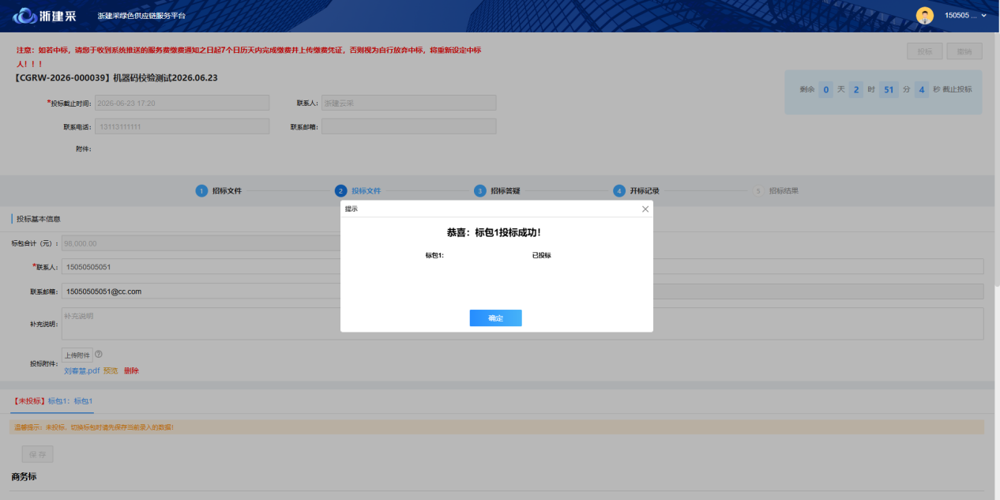 浙建采 浙建采绿色供应链服务平台 150505 ...
注意：如若中标，请您于收到系统推送的服务费缴费通知之日起7个日历天内完成缴费并上传缴费凭证，否则视为自行放弃中标，将重新设定中标
人！！！
投标 撤销
【CGRW-2026-000039】机器码校验测试2026.06.23
剩余 0 天 2 时 51 分 4 秒 截止投标
*投标截止时间: 2026-06-23 17:20 联系人: 浙建云采
联系电话: 13113111111 联系邮箱:
附件:
1 招标文件 2 投标文件 3 招标答疑 4 开标记录 5 招标结果
提示
恭喜：标包1投标成功！
标包1: 已投标
确定
投标基本信息
标包合计（元）: 98,000.00
*联系人: 15050505051
联系邮箱: 15050505051@cc.com
补充说明: 补充说明
投标附件: 上传附件
刘春慧.pdf 预览 删除
【未投标】标包1：标包1
温馨提示：未投标、切换标包时请先保存当前录入的数据！
保存
商务标